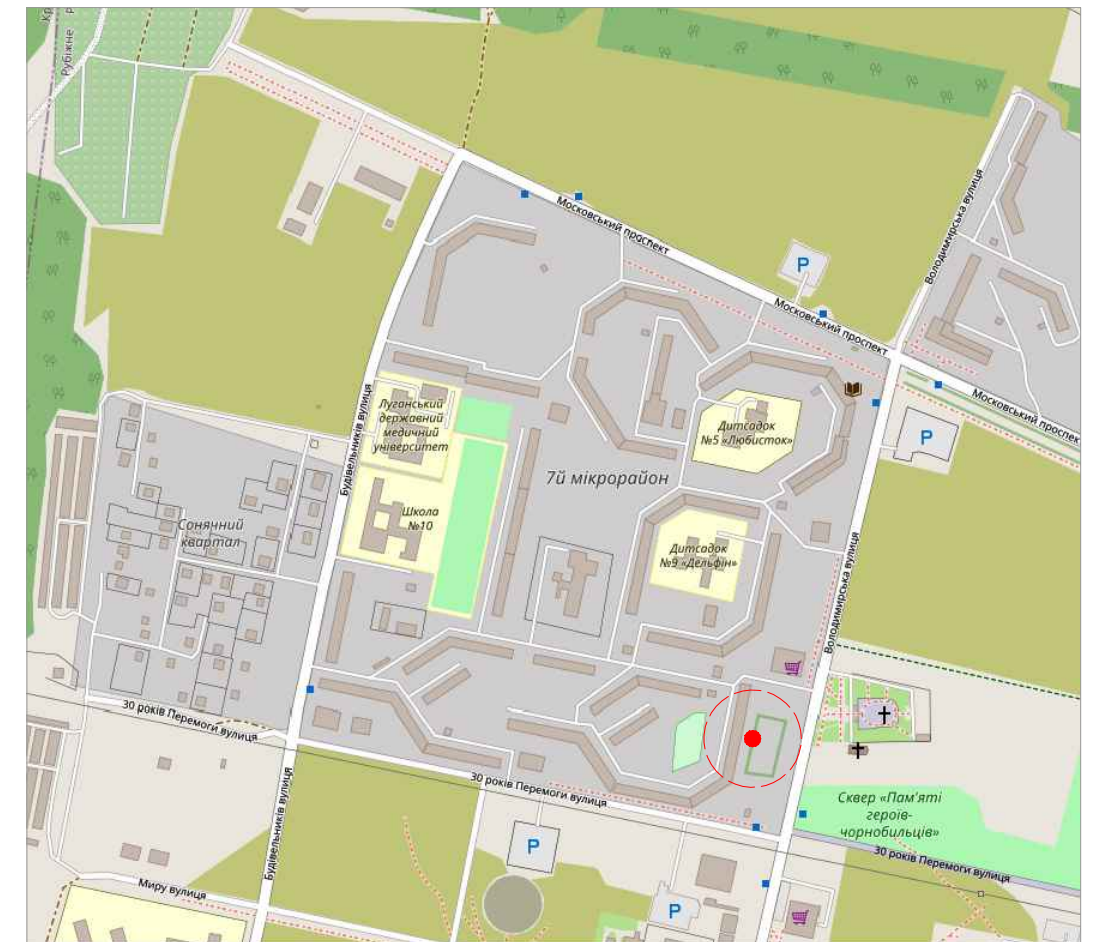 Рубіжне
Московський проспект
Володимирська вулиця
P
Московський проспект
Луганський
державний
медичний
університет
Будівельників вулиця
Дитсадок
№5 «Любисток»
Московський проспек
P
7й мікрорайон
Школа
№10
Сонячний
квартал
Дитсадок
№9 «Дельфін»
Володимирська вулиця
30 років Перемоги вулиця
30 років Перемоги вулиця
Сквер «Пам'яті
героїв-
чорнобильців»
Будівельників вулиця
P
30 років Перемоги вулиця
Миру вулиця
P